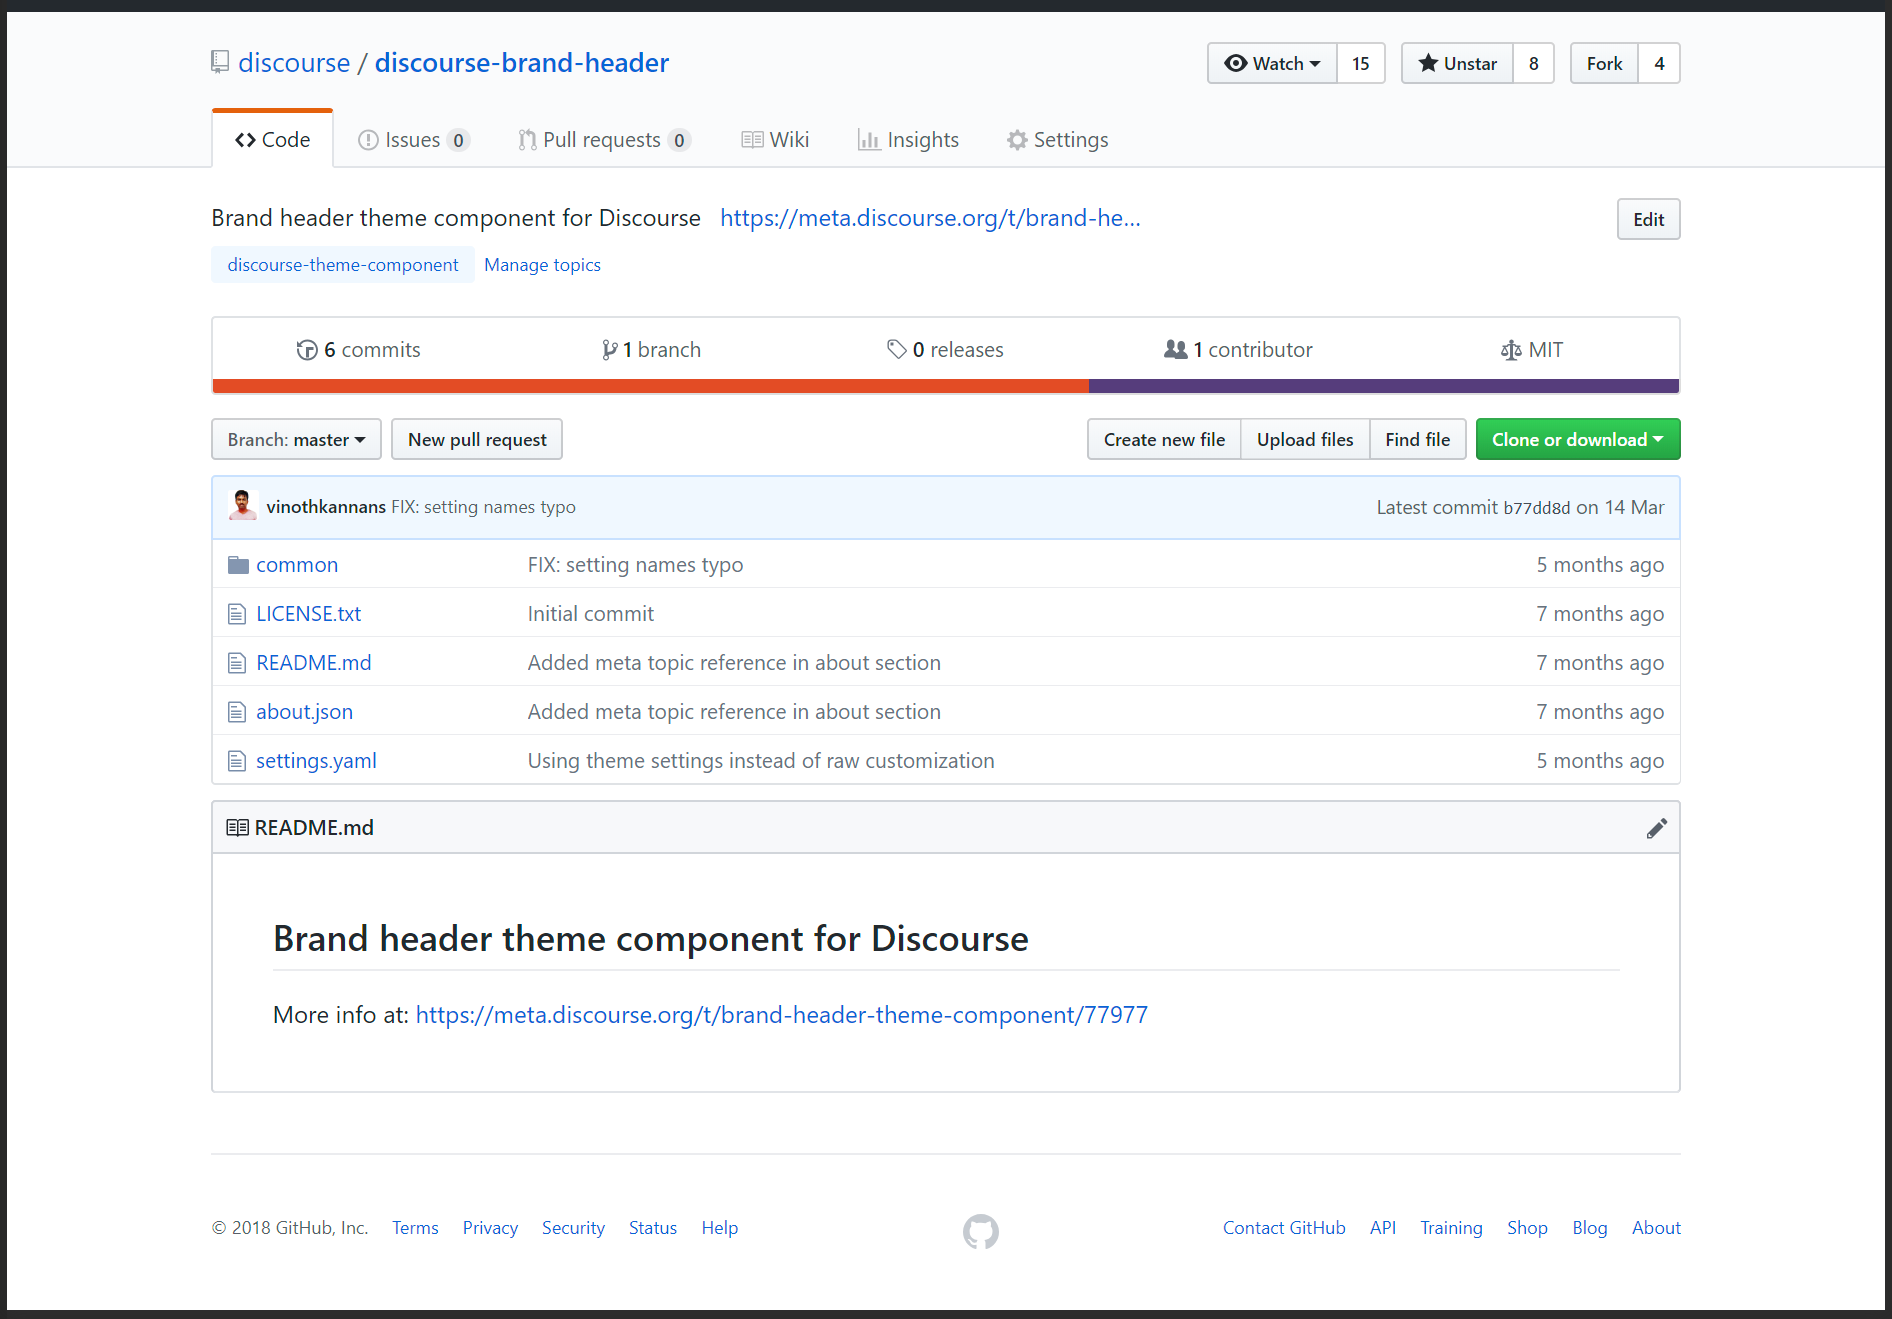 discourse / discourse-brand-header
Watch 15 Unstar 8 Fork 4
Code Issues 0 Pull requests 0 Wiki Insights Settings
Brand header theme component for Discourse https://meta.discourse.org/t/brand-he...
Edit
discourse-theme-component Manage topics
6 commits 1 branch 0 releases 1 contributor MIT
Branch: master New pull request Create new file Upload files Find file Clone or download
vinothkannans FIX: setting names typo Latest commit b77dd8d on 14 Mar
common FIX: setting names typo 5 months ago
LICENSE.txt Initial commit 7 months ago
README.md Added meta topic reference in about section 7 months ago
about.json Added meta topic reference in about section 7 months ago
settings.yaml Using theme settings instead of raw customization 5 months ago
README.md
Brand header theme component for Discourse
More info at: https://meta.discourse.org/t/brand-header-theme-component/77977
© 2018 GitHub, Inc. Terms Privacy Security Status Help Contact GitHub API Training Shop Blog About